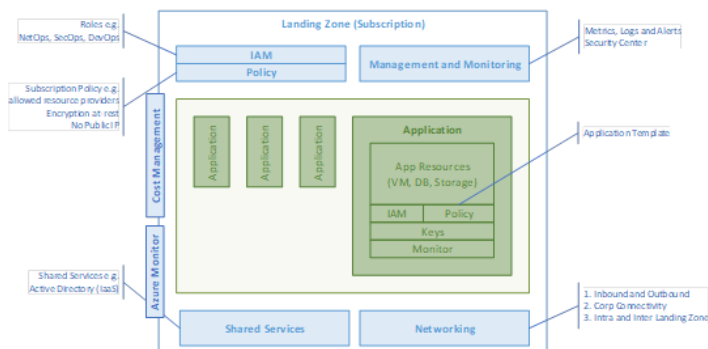 Landing Zone (Subscription)
Roles e.g.
NetOps, SecOps, DevOps
IAM
Policy
Management and Monitoring
Metrics, Logs and Alerts
Security Center
Subscription Policy e.g.
allowed resource providers
Encryption at-rest
No Public IP
Cost Management
Application
Application
Application
Application
App Resources
(VM, DB, Storage)
IAM
Policy
Keys
Monitor
Application Template
Azure Monitor
Shared Services e.g.
Active Directory (IaaS)
Shared Services
Networking
1. Inbound and Outbound
2. Corp Connectivity
3. Intra and Inter Landing Zone